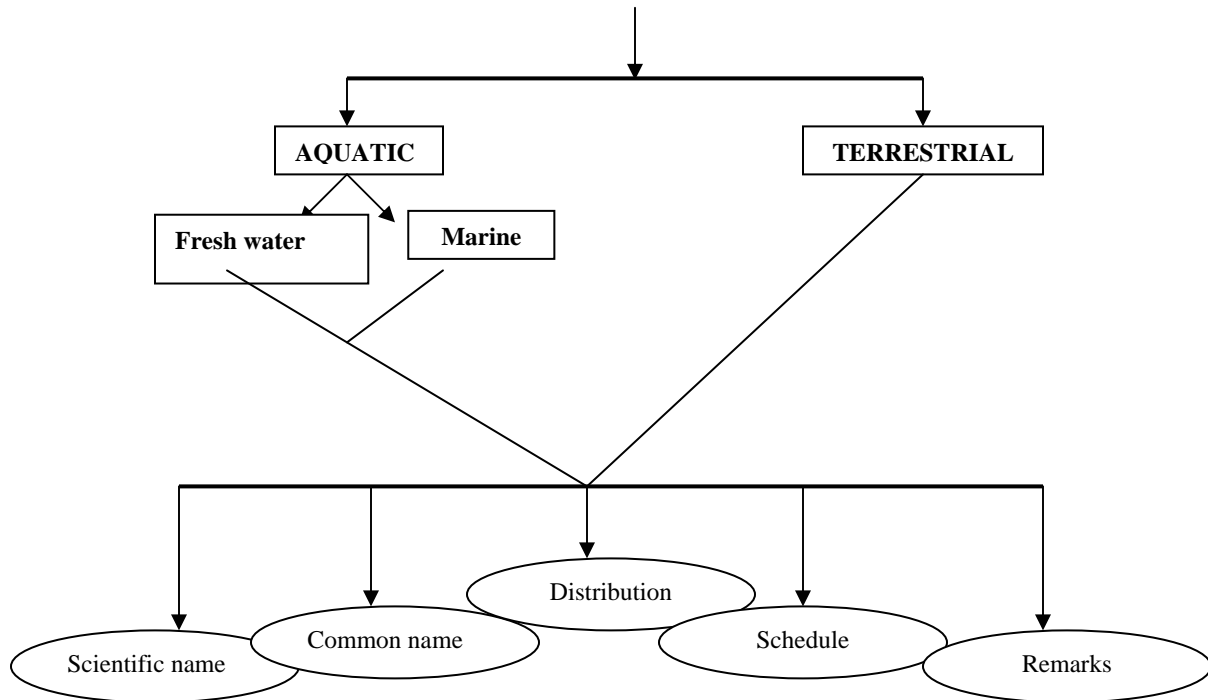 AQUATIC
TERRESTRIAL
Fresh water
Marine
Distribution
Common name
Schedule
Scientific name
Remarks